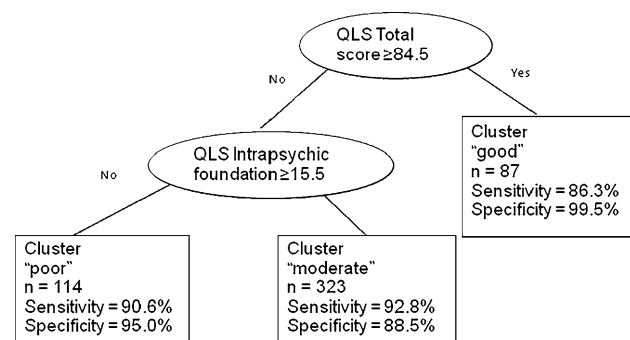 QLS Total
score≥84.5
No
Yes
QLS Intrapsychic
foundation≥15.5
No
Cluster
“good”
n = 87
Sensitivity = 86.3%
Specificity = 99.5%
Cluster
“poor”
n = 114
Sensitivity = 90.6%
Specificity = 95.0%
Cluster
“moderate”
n = 323
Sensitivity = 92.8%
Specificity = 88.5%